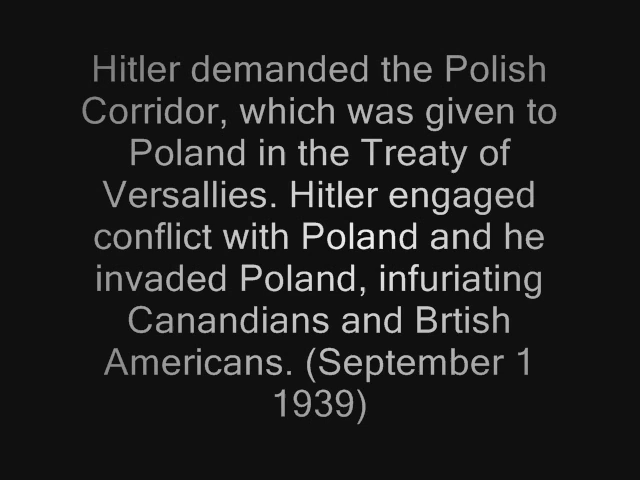 Hitler demanded the Polish
Corridor, which was given to
Poland in the Treaty of
Versallies. Hitler engaged
conflict with Poland and he
invaded Poland, infuriating
Canandians and Brtish
Americans. (September 1
1939)